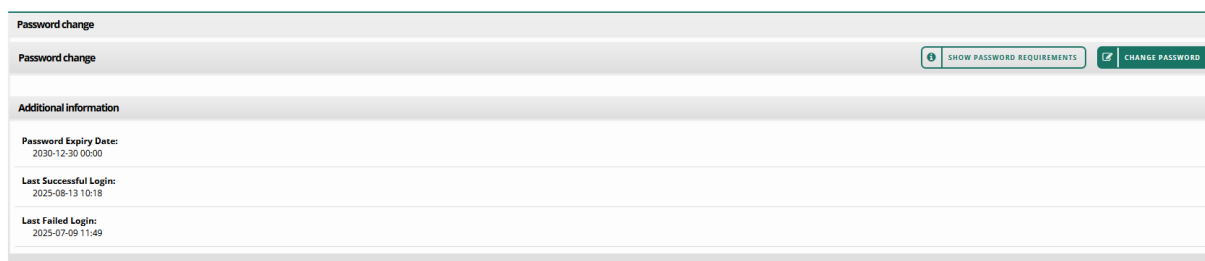 Password change
Password change
SHOW PASSWORD REQUIREMENTS
CHANGE PASSWORD
Additional information
Password Expiry Date:
2030-12-30 00:00
Last Successful Login:
2025-08-13 10:18
Last Failed Login:
2025-07-09 11:49